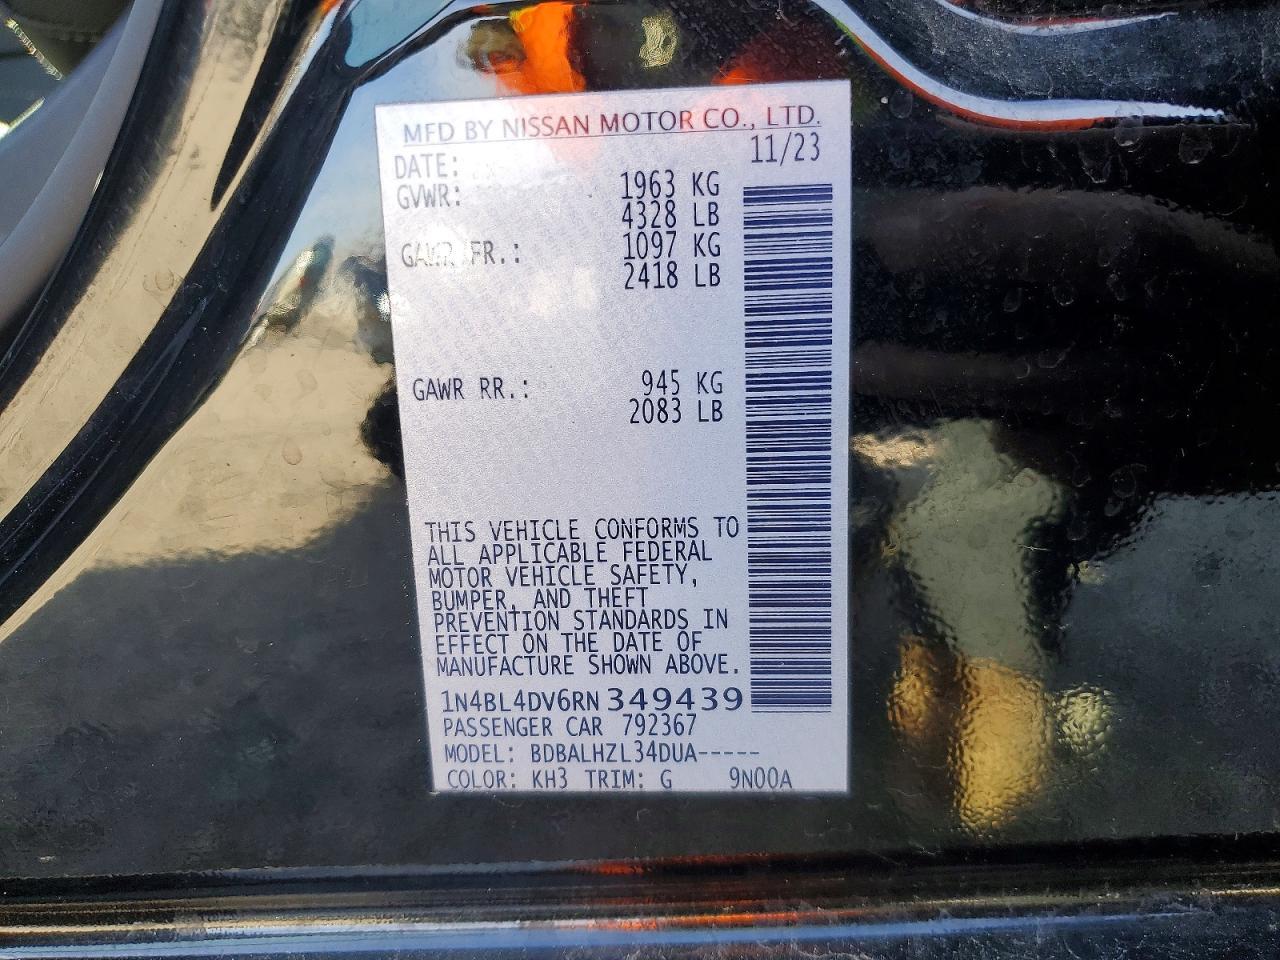 MFD BY NISSAN MOTOR CO., LTD.
DATE: 11/23
GVWR: 1963 KG
4328 LB
GAWR FR.: 1097 KG
2418 LB
GAWR RR.: 945 KG
2083 LB
THIS VEHICLE CONFORMS TO
ALL APPLICABLE FEDERAL
MOTOR VEHICLE SAFETY,
BUMPER, AND THEFT
PREVENTION STANDARDS IN
EFFECT ON THE DATE OF
MANUFACTURE SHOWN ABOVE.
1N4BL4DV6RN349439
PASSENGER CAR 792367
MODEL: BDBALHZL34DUA-----
COLOR: KH3 TRIM: G 9N00A